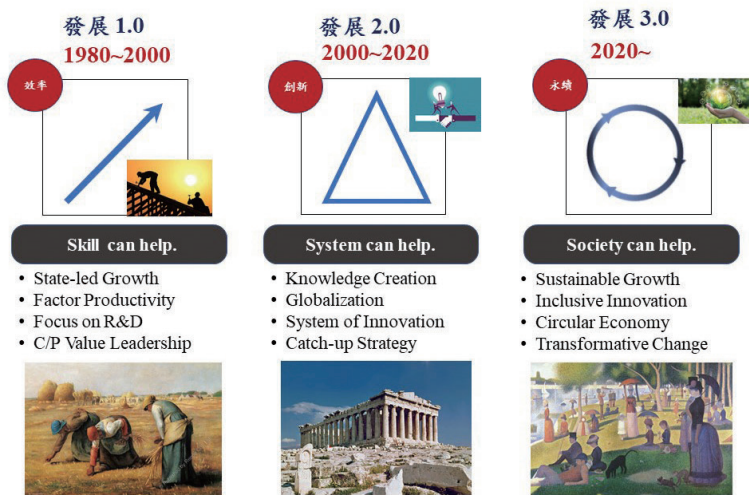 發展 1.0
1980~2000
效率
Skill can help.
• State-led Growth
• Factor Productivity
• Focus on R&D
• C/P Value Leadership
發展 2.0
2000~2020
創新
System can help.
• Knowledge Creation
• Globalization
• System of Innovation
• Catch-up Strategy
發展 3.0
2020~
永續
Society can help.
• Sustainable Growth
• Inclusive Innovation
• Circular Economy
• Transformative Change